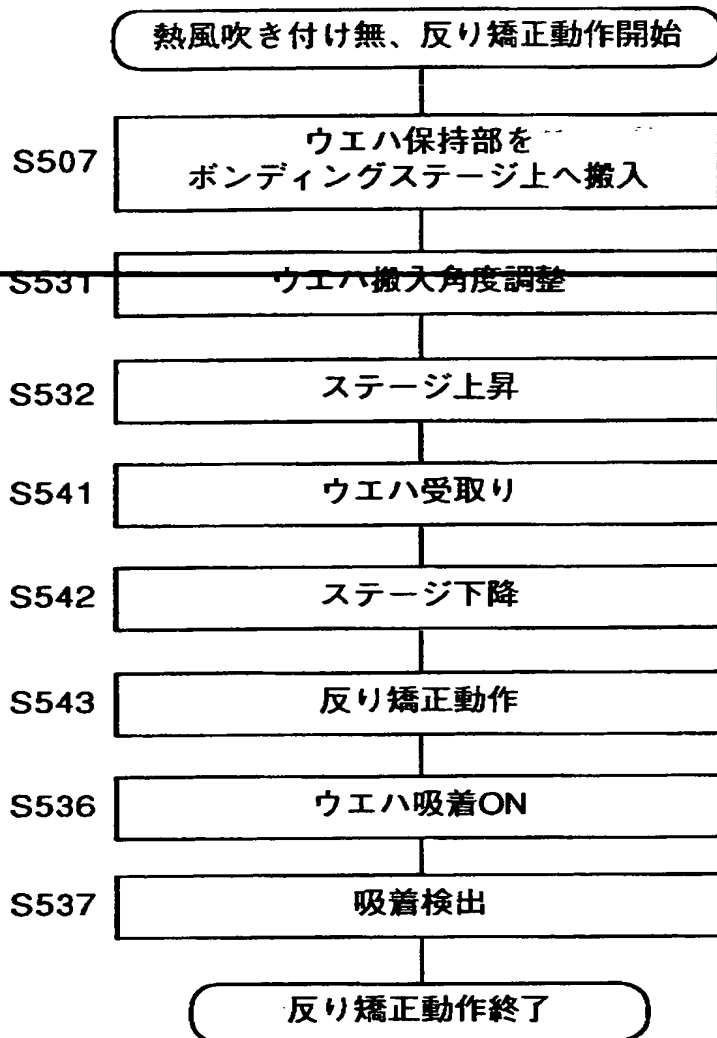 熱風吹き付け無、反り矯正動作開始
S507
ウエハ保持部を
ボンディングステージ上へ搬入
S531
ウエハ搬入角度調整
S532
ステージ上昇
S541
ウエハ受取り
S542
ステージ下降
S543
反り矯正動作
S536
ウエハ吸着ON
S537
吸着検出
反り矯正動作終了